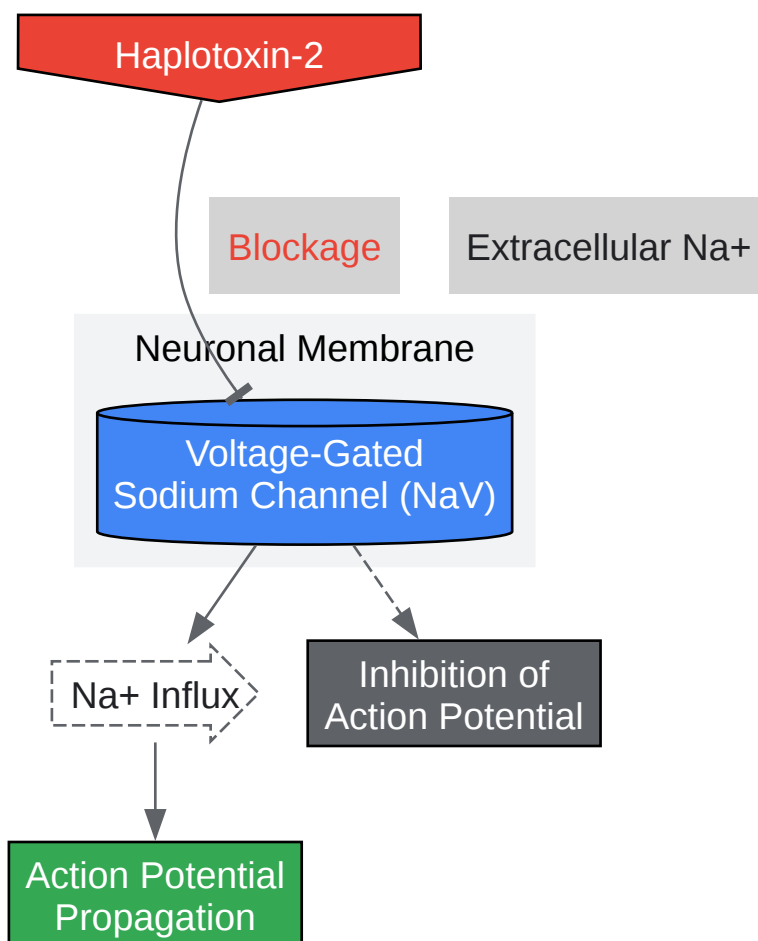 Haplotoxin-2
Blockage
Extracellular Na+
Neuronal Membrane
Voltage-Gated
Sodium Channel (NaV)
Na+ Influx
Inhibition of
Action Potential
Action Potential
Propagation